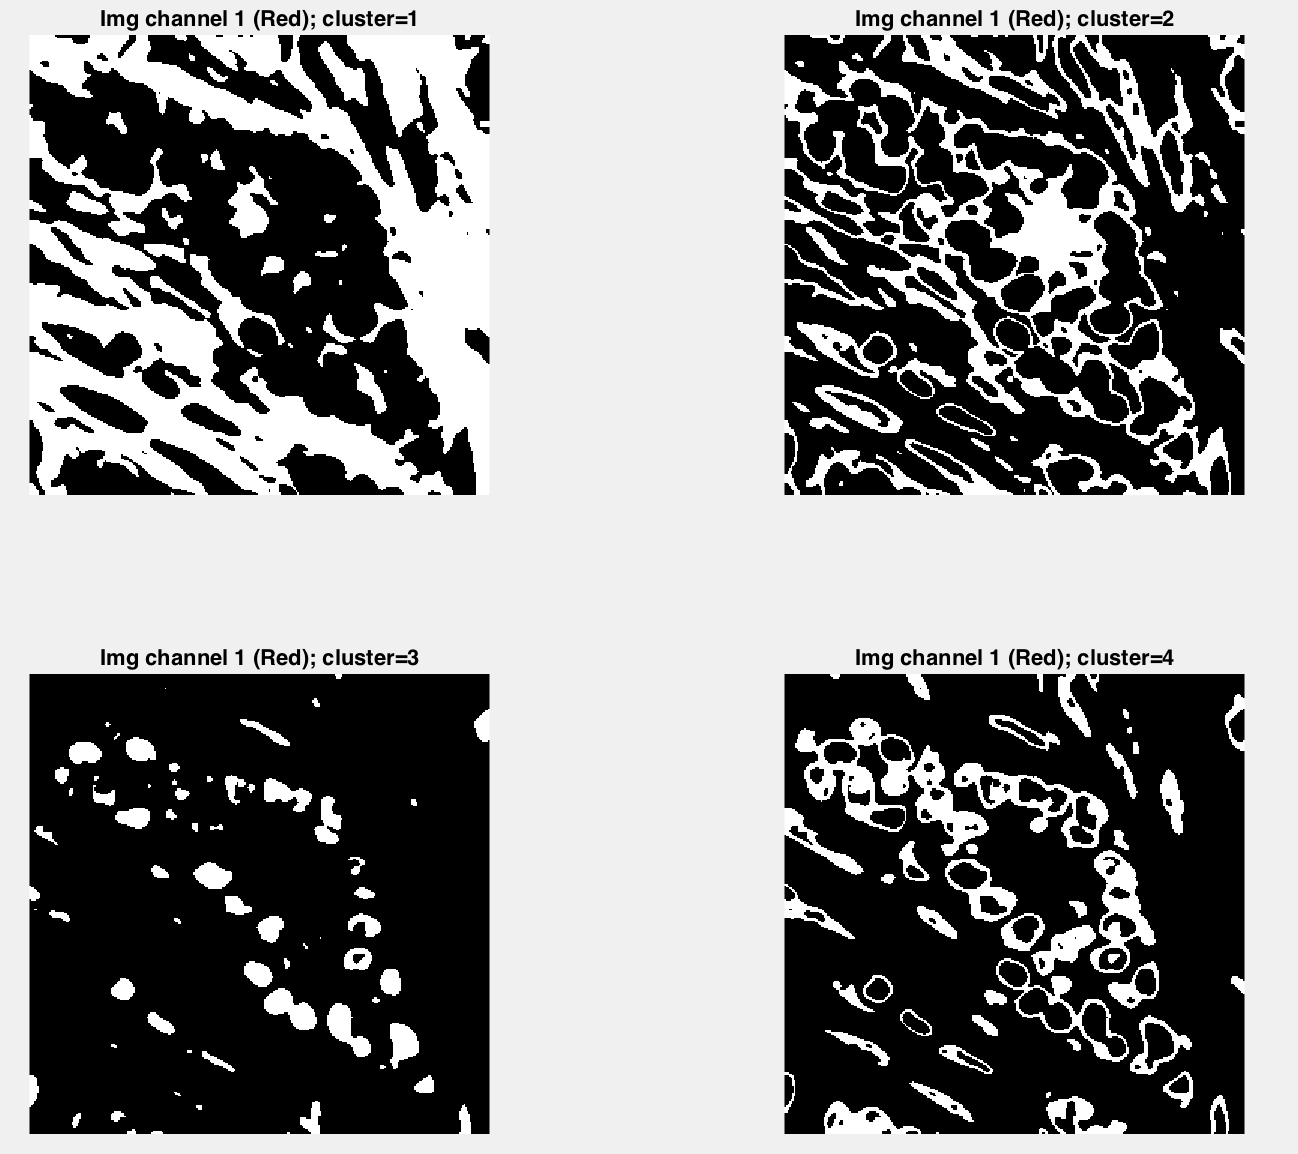 Img channel 1 (Red); cluster=1
Img channel 1 (Red); cluster=2
Img channel 1 (Red); cluster=3
Img channel 1 (Red); cluster=4